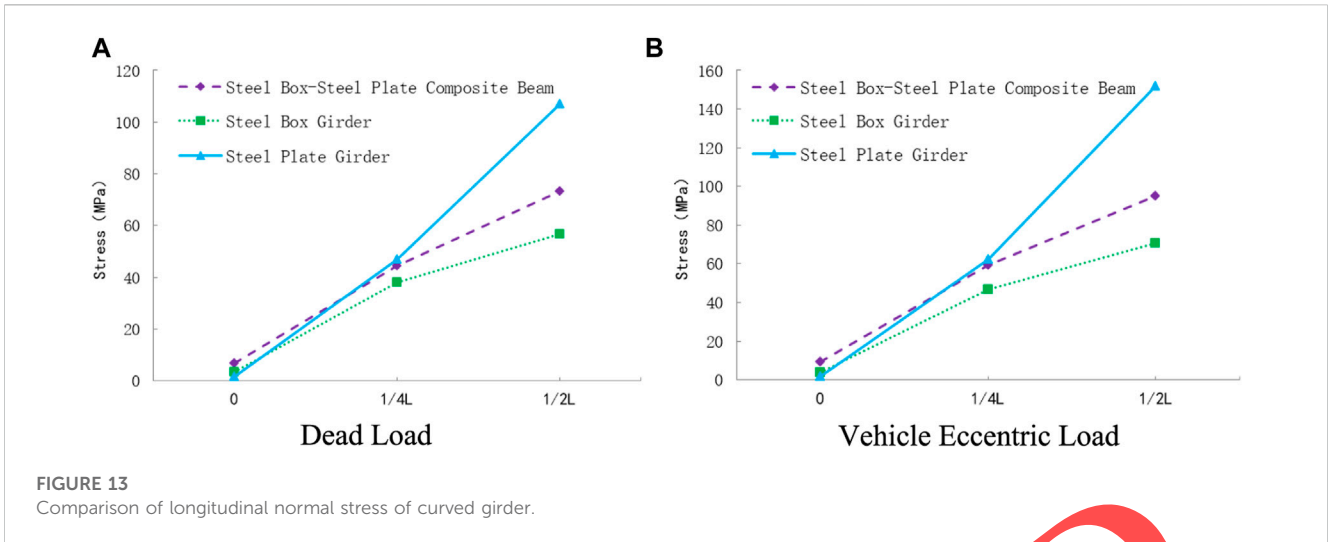 A
120
100
80
60
40
20
0
Stress (MPa)
Steel Box-Steel Plate Composite Beam
Steel Box Girder
Steel Plate Girder
0 1/4L 1/2L
Dead Load
B
160
140
120
100
80
60
40
20
0
Stress (MPa)
Steel Box-Steel Plate Composite Beam
Steel Box Girder
Steel Plate Girder
0 1/4L 1/2L
Vehicle Eccentric Load
FIGURE 13
Comparison of longitudinal normal stress of curved girder.